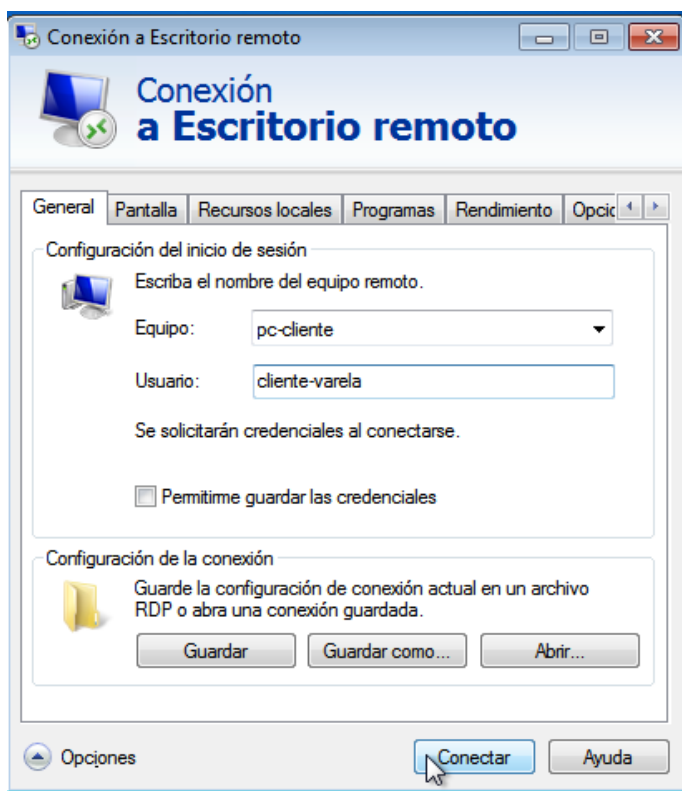 Conexión a Escritorio remoto
Conexión
a Escritorio remoto
General Pantalla Recursos locales Programas Rendimiento Opcic
Configuración del inicio de sesión
Escriba el nombre del equipo remoto.
Equipo: pc-cliente
Usuario: cliente-varela
Se solicitarán credenciales al conectarse.
Permitirme guardar las credenciales
Configuración de la conexión
Guarde la configuración de conexión actual en un archivo
RDP o abra una conexión guardada.
Guardar Guardar como... Abrir...
Opciones Conectar Ayuda